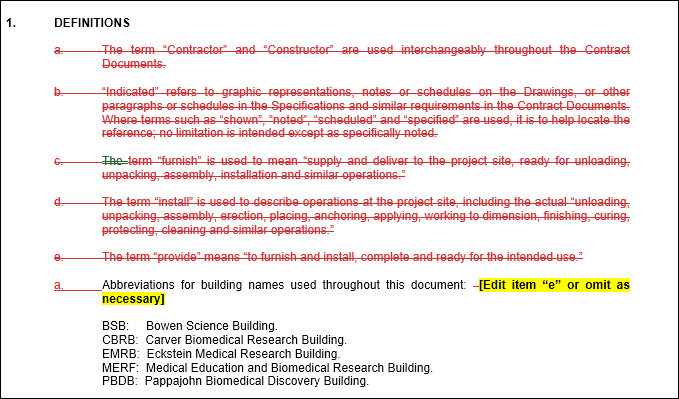 1. DEFINITIONS
a. The term “Contractor” and “Constructor” are used interchangeably throughout the Contract
Documents.
b. “Indicated” refers to graphic representations, notes or schedules on the Drawings, or other
paragraphs or schedules in the Specifications and similar requirements in the Contract Documents.
Where terms such as “shown”, “noted”, “scheduled” and “specified” are used, it is to help locate the
reference; no limitation is intended except as specifically noted.
c. The term “furnish” is used to mean “supply and deliver to the project site, ready for unloading,
unpacking, assembly, installation and similar operations.”
d. The term “install” is used to describe operations at the project site, including the actual “unloading,
unpacking, assembly, erection, placing, anchoring, applying, working to dimension, finishing, curing,
protecting, cleaning and similar operations.”
e. The term “provide” means “to furnish and install, complete and ready for the intended use.”
a. Abbreviations for building names used throughout this document: [Edit item “e” or omit as
necessary]
BSB: Bowen Science Building.
CBRB: Carver Biomedical Research Building.
EMRB: Eckstein Medical Research Building.
MERF: Medical Education and Biomedical Research Building.
PBDB: Pappajohn Biomedical Discovery Building.